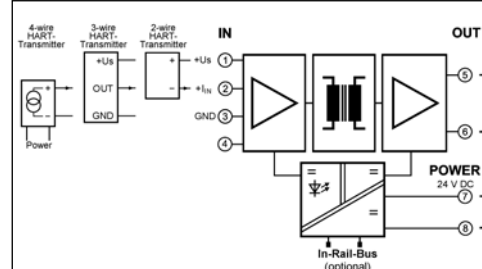 4-wire
HART-
Transmitter
3-wire
HART-
Transmitter
2-wire
HART-
Transmitter
IN
OUT
+Us
OUT
GND
+
−
Power
+
−
+Us
+IIN
GND
1
2
3
4
5
6
POWER
24 V DC
7
8
=
=
=
In-Rail-Bus
(optional)